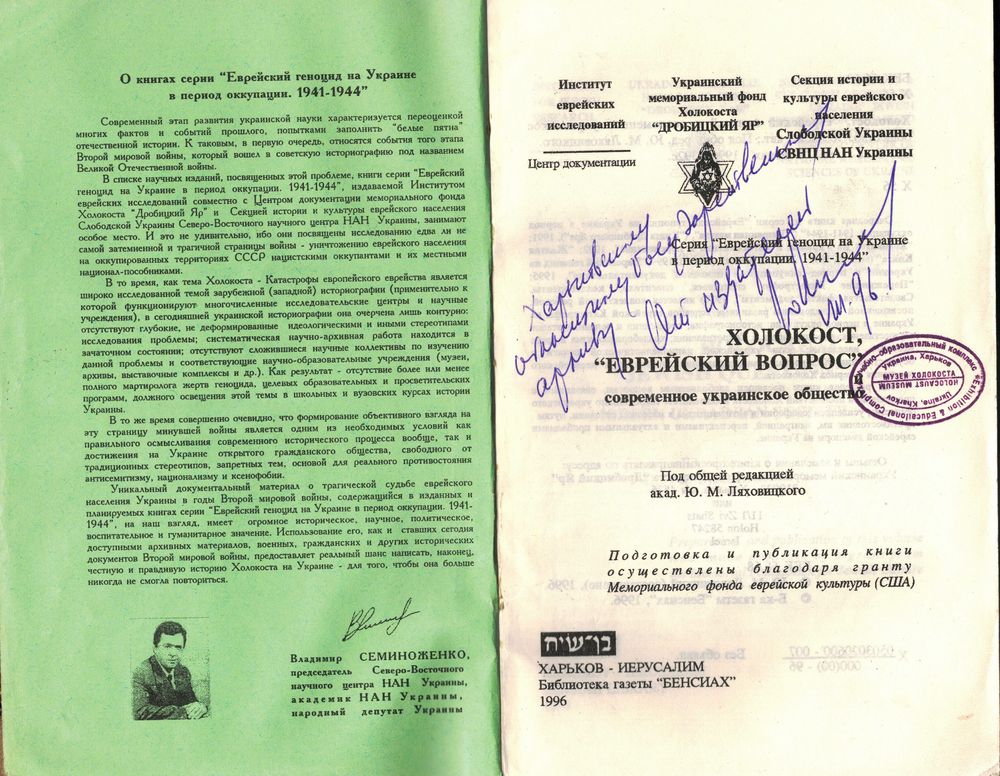 О книгах серии “Еврейский геноцид на Украине
в период оккупации. 1941-1944”
Современный этап развития украинской науки характеризуется переоценкой
многих фактов и событий прошлого, попытками заполнить “белые пятна”
отечественной истории. К таковым, в первую очередь, относятся события того этапа
Второй мировой войны, который вошел в советскую историографию под названием
Великой Отечественной войны.
В списке научных изданий, посвященных этой проблеме, книги серии “Еврейский
геноцид на Украине в период оккупации. 1941-1944”, издаваемой Институтом
еврейских исследований совместно с Центром документации мемориального фонда
Холокоста “Дробицкий Яр» и Секцией истории и культуры еврейского населения
Слободской Украины Северо-Восточного научного центра НАН Украины, занимают
особое место. И это не удивительно, ибо они посвящены исследованию едва ли не
самой затемненной и трагичной страницы войны - уничтожению еврейского населения
на оккупированных территориях СССР нацистскими оккупантами и их местными
национал-пособниками.
В то время, как тема Холокоста - Катастрофы европейского еврейства является
широко исследованной темой зарубежной (западной) историографии (применительно к
которой функционируют многочисленные исследовательские центры и научные
учреждения), в сегодняшней украинской историографии она очерчена лишь контурно:
отсутствуют глубокие, не деформированные идеологическими и иными стереотипами
исследования проблемы; систематическая научно-архивная работа находится в
зачаточном состоянии; отсутствуют сложившиеся научные коллективы по изучению
данной проблемы и соответствующие научно-образовательные учреждения (музеи,
архивы, выставочные комплексы и др.). Как результат - отсутствие более или менее
полного мартиролога жертв геноцида, целевых образовательных и просветительских
программ, должного освещения этой темы в школьных и вузовских курсах истории
Украины.
В то же время совершенно очевидно, что формирование объективного взгляда на
эту страницу минувшей войны является одним из необходимых условий как
правильного осмысливания современного исторического процесса вообще, так и
достижения на Украине открытого гражданского общества, свободного от
традиционных стереотипов, запретных тем, основой для реального противостояния
антисемитизму, национализму и ксенофобии.
Уникальный документальный материал о трагической судьбе еврейского
населения Украины в годы Второй мировой войны, содержащийся в изданных и
планируемых книгах серии “Еврейский геноцид на Украине в период оккупации. 1941-
1944”, на наш взгляд, имеет огромное историческое, научное, политическое,
воспитательное и гуманитарное значение. Использование его, как и ставших сегодня
доступными архивных материалов, военных, гражданских и других исторических
документов Второй мировой войны, предоставляет реальный шанс написать, наконец,
честную и правдивую историю Холокоста на Украине - для того, чтобы она больше
никогда не смогла повториться.
Владимир СЕМИНОЖЕНКО,
председатель Северо-Восточного
научного центра НАН Украины,
академик НАН Украины,
народный депутат Украины
Институт
еврейских
исследований
Центр документации
Украинский
мемориальный фонд
Холокоста
“ДРОБИЦКИЙ ЯР”
Секция истории и
культуры еврейского
населения
Слободской Украины
СВНЦ НАН Украины
Харьковскому
областному государственному
архиву От издателей
VII. 96
Серия “Еврейский геноцид на Украине
в период оккупации. 1941-1944”
ХОЛОКОСТ,
“ЕВРЕЙСКИЙ ВОПРОС”
и
современное украинское общество
Украина, Харьков
МУЗЕЙ ХОЛОКОСТА
HOLOCAUST MUSEUM
Ukraine, Kharkov
Exhibition & Educational Complex
Под общей редакцией
акад. Ю. М. Ляховицкого
Подготовка и публикация книги
осуществлены благодаря гранту
Мемориального фонда еврейской культуры (США)
בן־שיח
ХАРЬКОВ - ИЕРУСАЛИМ
Библиотека газеты “БЕНСИАХ”
1996